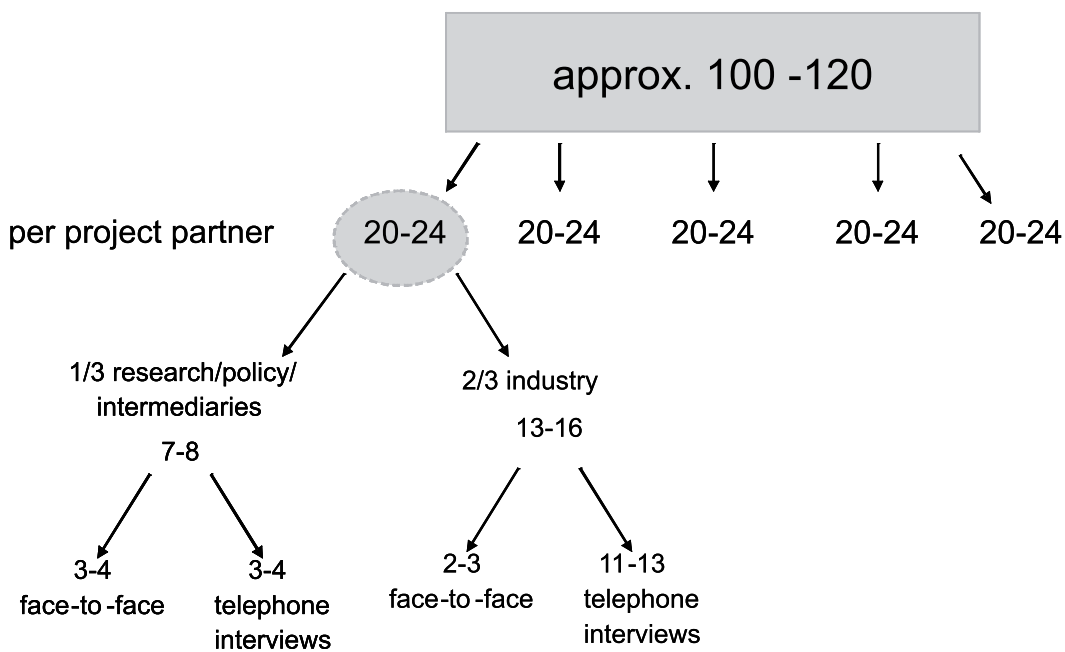 approx. 100 -120
per project partner
20-24
20-24
20-24
20-24
20-24
1/3 research/policy/
intermediaries
7-8
2/3 industry
13-16
3-4
face-to -face
3-4
telephone
interviews
2-3
face-to -face
11-13
telephone
interviews